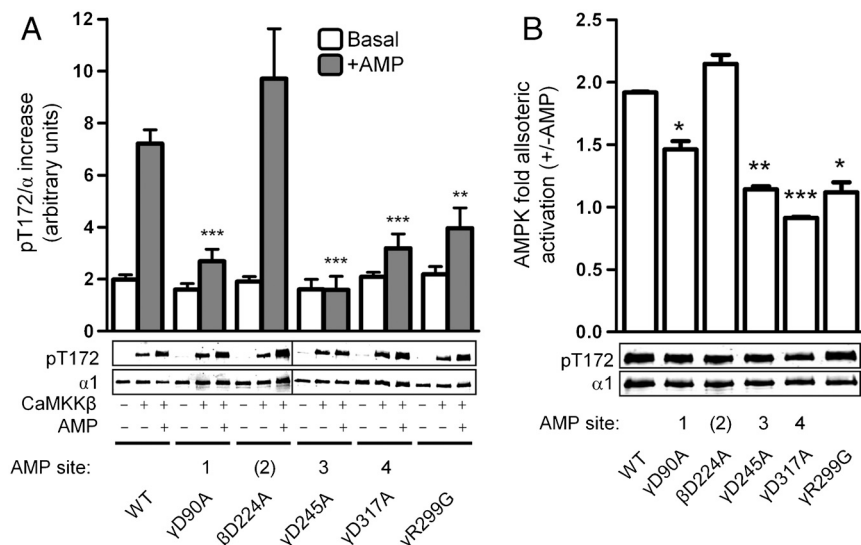 A
pT172/α increase
(arbitrary units)
12
10
8
6
4
2
0
Basal
+AMP
***
***
***
**
pT172
α1
CaMKKβ − + + − + + − + + − + + − + + − + +
AMP − − + − − + − − + − − + − − + − − +
AMP site: 1 (2) 3 4
WT γD90A βD224A γD245A γD317A γR299G
B
AMPK fold allsoteric
activation (+/-AMP)
2.5
2.0
1.5
1.0
0.5
0.0
*
**
***
*
pT172
α1
AMP site: 1 (2) 3 4
WT γD90A βD224A γD245A γD317A γR299G